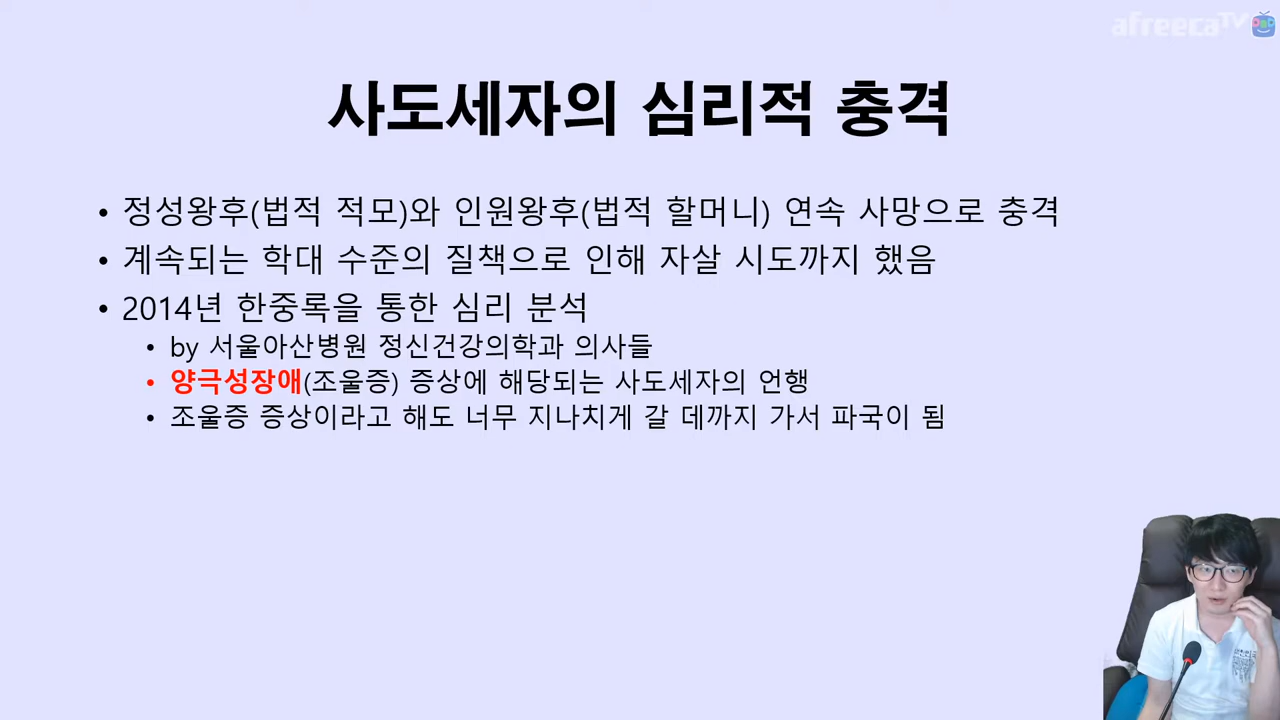 afreecaTV
사도세자의 심리적 충격
• 정성왕후(법적 적모)와 인원왕후(법적 할머니) 연속 사망으로 충격
• 계속되는 학대 수준의 질책으로 인해 자살 시도까지 했음
• 2014년 한중록을 통한 심리 분석
• by 서울아산병원 정신건강의학과 의사들
• 양극성장애(조울증) 증상에 해당되는 사도세자의 언행
• 조울증 증상이라고 해도 너무 지나치게 갈 데까지 가서 파국이 됨